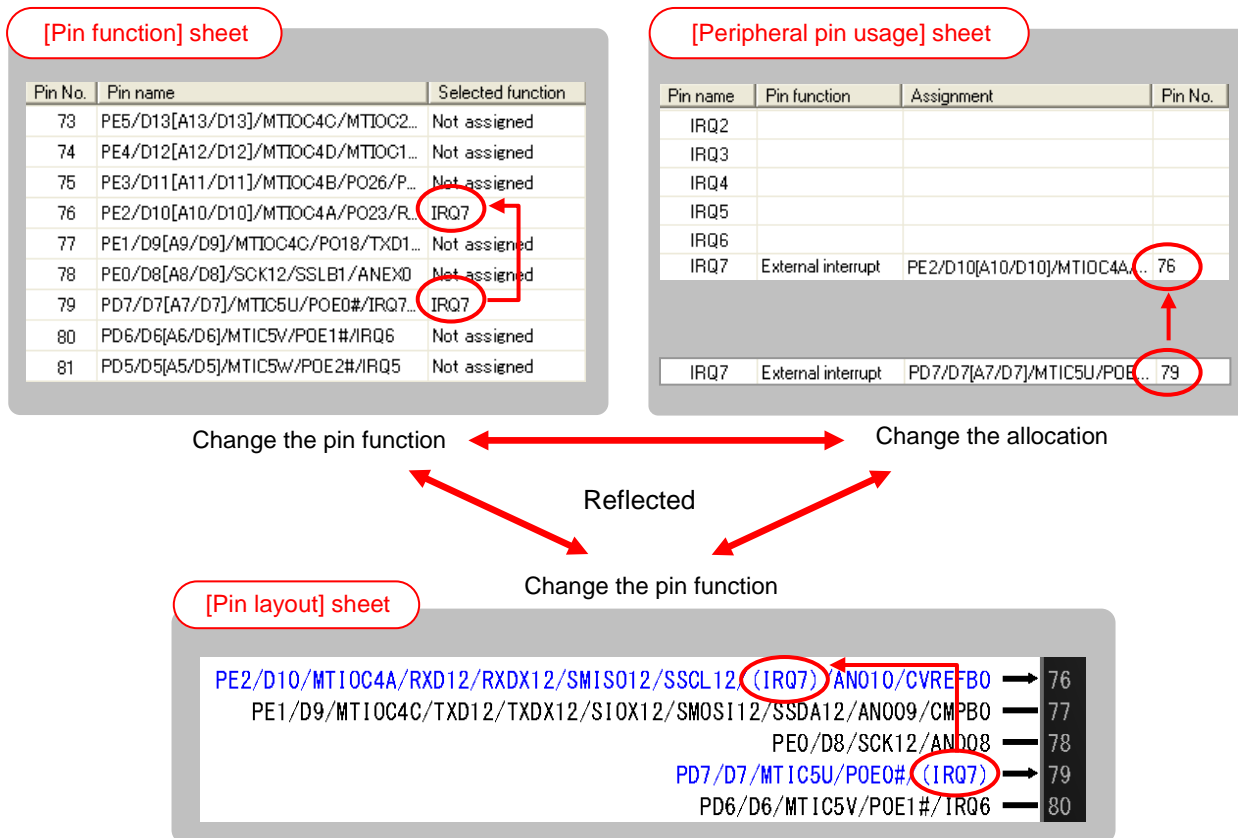 [Pin function] sheet
Pin No. Pin name Selected function
73 PE5/D13[A13/D13]/MTIOC4C/MTIOC2... Not assigned
74 PE4/D12[A12/D12]/MTIOC4D/MTIOC1... Not assigned
75 PE3/D11[A11/D11]/MTIOC4B/PO26/P... Not assigned
76 PE2/D10[A10/D10]/MTIOC4A/PO23/R... IRQ7
77 PE1/D9[A9/D9]/MTIOC4C/PO18/TXD1... Not assigned
78 PE0/D8[A8/D8]/SCK12/SSLB1/ANEX0 Not assigned
79 PD7/D7[A7/D7]/MTIC5U/POE0#/IRQ7... IRQ7
80 PD6/D6[A6/D6]/MTIC5V/POE1#/IRQ6 Not assigned
81 PD5/D5[A5/D5]/MTIC5W/POE2#/IRQ5 Not assigned
[Peripheral pin usage] sheet
Pin name Pin function Assignment Pin No.
IRQ2
IRQ3
IRQ4
IRQ5
IRQ6
IRQ7 External interrupt PE2/D10[A10/D10]/MTIOC4A/... 76
IRQ7 External interrupt PD7/D7[A7/D7]/MTIC5U/POE... 79
Change the pin function
Change the allocation
Reflected
Change the pin function
[Pin layout] sheet
PE2/D10/MTIOC4A/RXD12/RXDX12/SMISO12/SSCL12/(IRQ7)/AN010/CVREFB0 76
PE1/D9/MTIOC4C/TXD12/TXDX12/SIOX12/SMOSI12/SSDA12/AN009/CMPB0 77
PE0/D8/SCK12/AN008 78
PD7/D7/MTIC5U/POE0#/(IRQ7) 79
PD6/D6/MTIC5V/POE1#/IRQ6 80